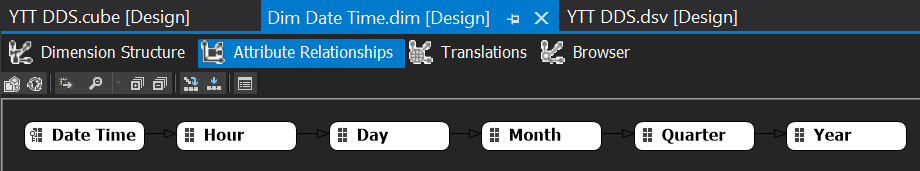 YTT DDS.cube [Design] Dim Date Time.dim [Design] YTT DDS.dsv [Design]
Dimension Structure Attribute Relationships Translations Browser
Date Time Hour Day Month Quarter Year